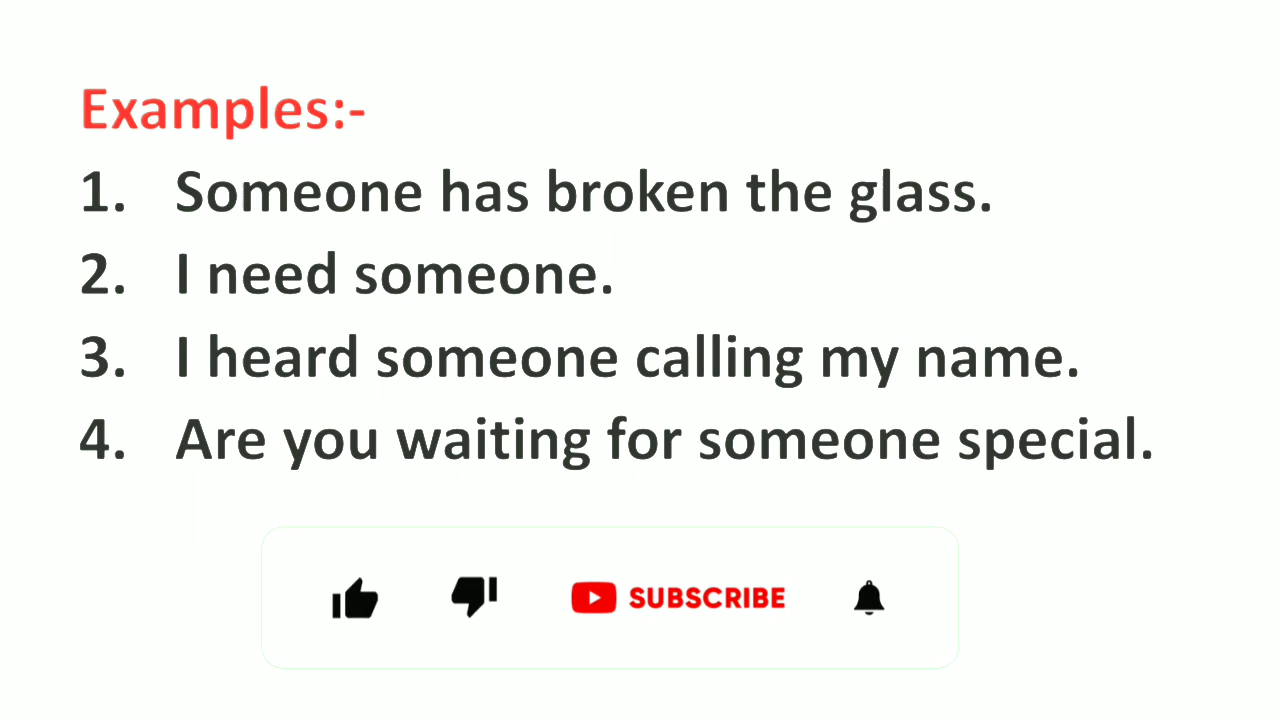 Examples:-
1. Someone has broken the glass.
2. I need someone.
3. I heard someone calling my name.
4. Are you waiting for someone special.
SUBSCRIBE